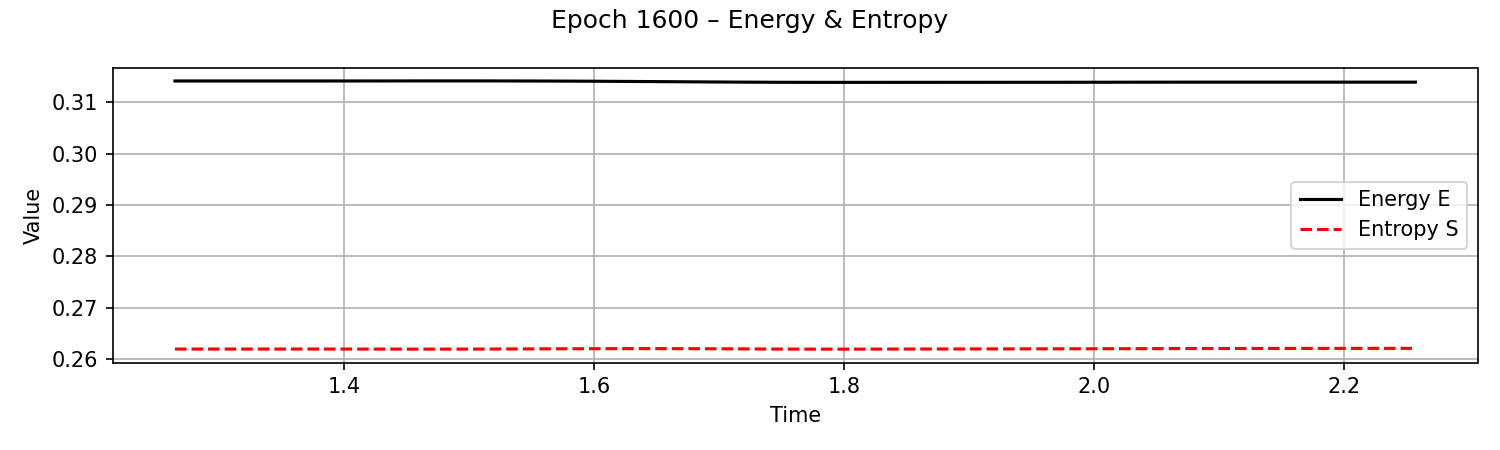 Epoch 1600 – Energy & Entropy
0.31
0.30
0.29
0.28
0.27
0.26
Value
Energy E
Entropy S
1.4 1.6 1.8 2.0 2.2
Time